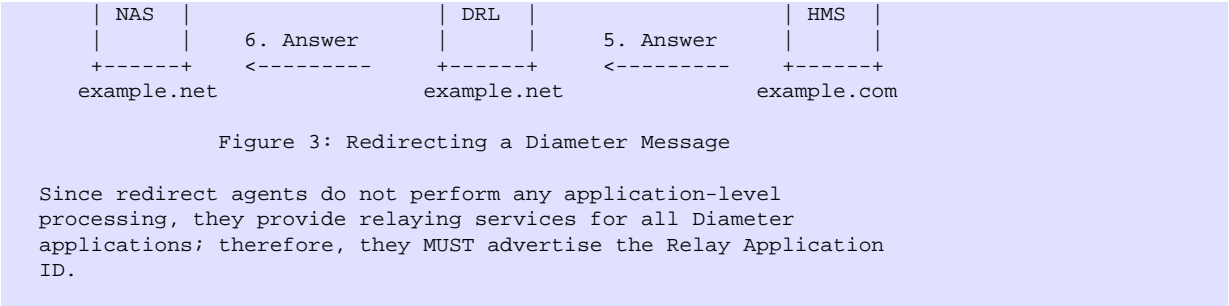 | NAS | | DRL | | HMS |
| | 6. Answer | | 5. Answer | |
+------+ <--------- +------+ <--------- +------+
example.net example.net example.com
Figure 3: Redirecting a Diameter Message
Since redirect agents do not perform any application-level
processing, they provide relaying services for all Diameter
applications; therefore, they MUST advertise the Relay Application
ID.